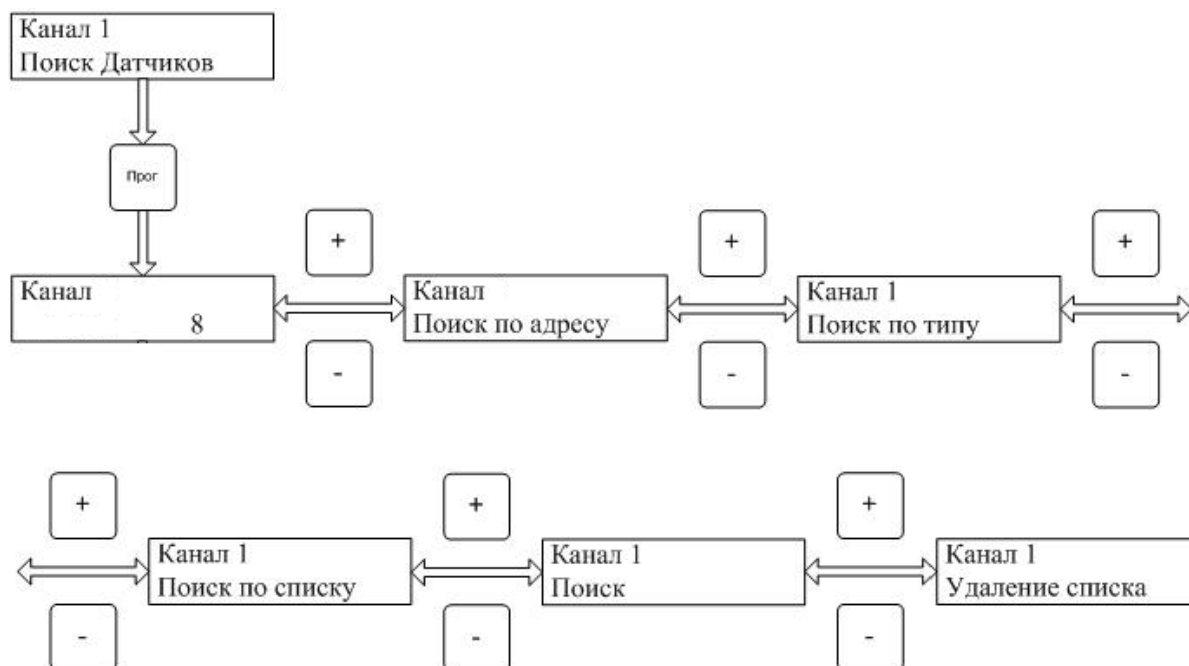 Канал 1
Поиск Датчиков
Прог
+
+
+
Канал
8
Канал
Поиск по адресу
Канал 1
Поиск по типу
-
-
-
+
+
+
Канал 1
Поиск по списку
Канал 1
Поиск
Канал 1
Удаление списка
-
-
-